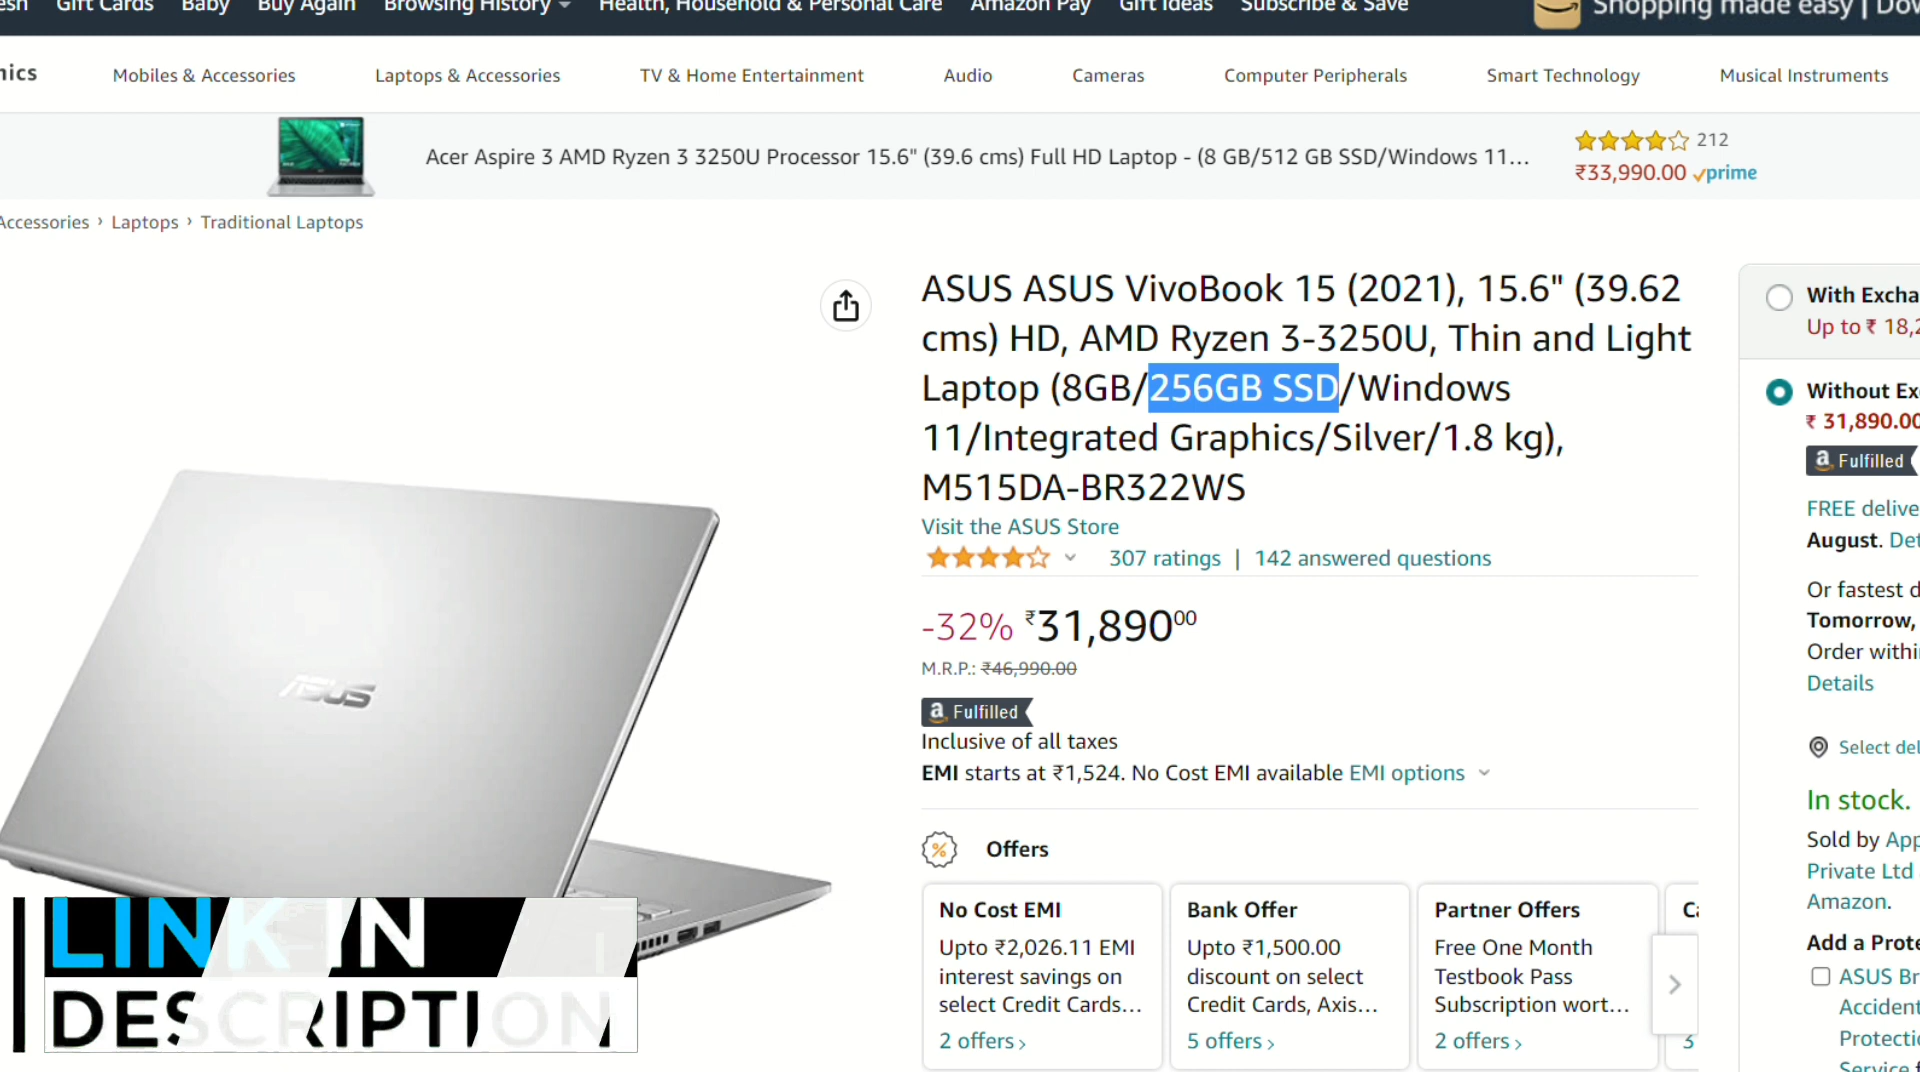 Gift Cards Baby Buy Again Browsing History Health, Household & Personal Care Amazon Pay Gift Ideas Subscribe & Save Shopping made easy |
Mobiles & Accessories Laptops & Accessories TV & Home Entertainment Audio Cameras Computer Peripherals Smart Technology Musical Instruments
Acer Aspire 3 AMD Ryzen 3 3250U Processor 15.6" (39.6 cms) Full HD Laptop - (8 GB/512 GB SSD/Windows 11...
212
₹33,990.00 prime
Accessories › Laptops › Traditional Laptops
ASUS ASUS VivoBook 15 (2021), 15.6" (39.62
cms) HD, AMD Ryzen 3-3250U, Thin and Light
Laptop (8GB/256GB SSD/Windows
11/Integrated Graphics/Silver/1.8 kg),
M515DA-BR322WS
Visit the ASUS Store
307 ratings | 142 answered questions
-32% ₹31,89000
M.R.P.: ₹46,990.00
a Fulfilled
Inclusive of all taxes
EMI starts at ₹1,524. No Cost EMI available EMI options
% Offers
No Cost EMI
Upto ₹2,026.11 EMI
interest savings on
select Credit Cards...
2 offers ›
Bank Offer
Upto ₹1,500.00
discount on select
Credit Cards, Axis...
5 offers ›
Partner Offers
Free One Month
Testbook Pass
Subscription wort...
2 offers ›
3
With Excha
Up to ₹ 18,2
Without Ex
₹ 31,890.00
a Fulfilled
FREE delive
August. Det
Or fastest d
Tomorrow,
Order withi
Details
Select del
In stock.
Sold by App
Private Ltd
Amazon.
Add a Prote
ASUS Br
Accident
Protectio
Service f
ASUS
LINK IN
DESCRIPTION